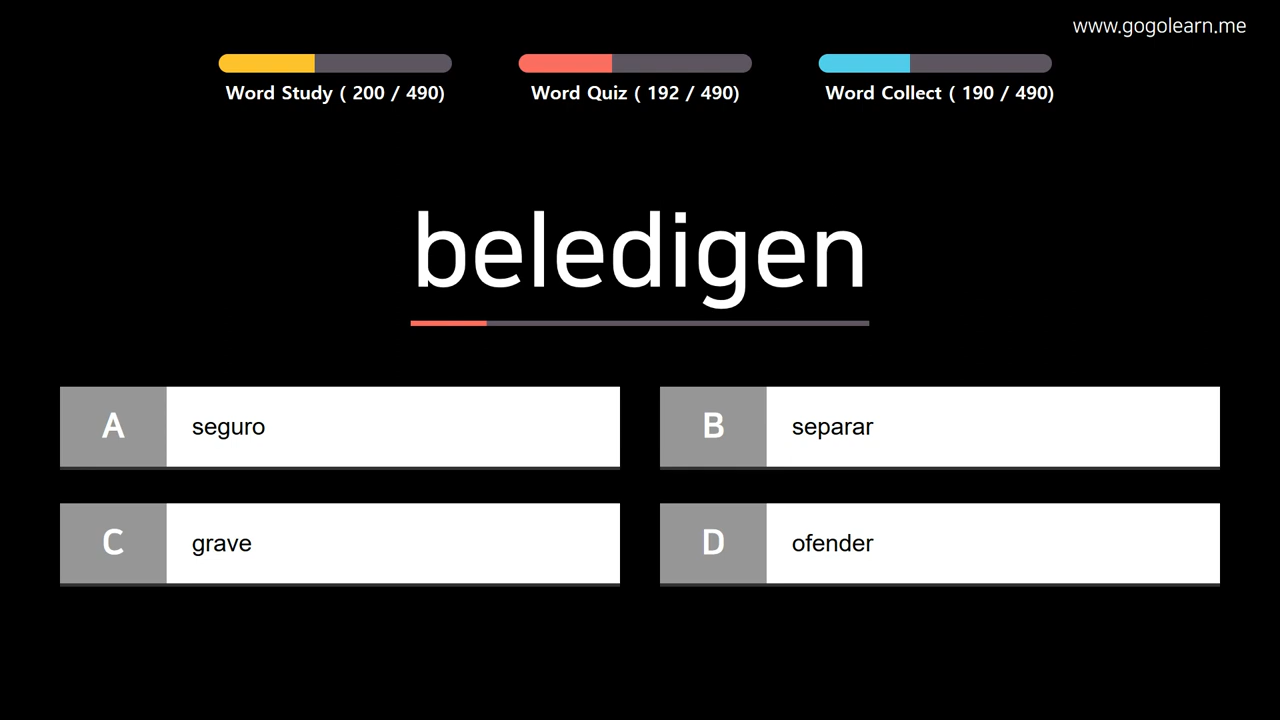 www.gogolearn.me
Word Study ( 200 / 490)
Word Quiz ( 192 / 490)
Word Collect ( 190 / 490)
beledigen
A seguro
B separar
C grave
D ofender